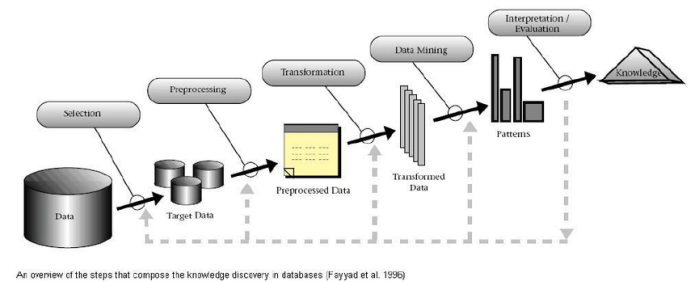 Interpretation /
Evaluation
Data Mining
Transformation
Preprocessing
Selection
Knowledge
Patterns
Transformed
Data
Preprocessed Data
Target Data
Data
An overview of the steps that compose the knowledge discovery in databases (Fayyad et al. 1996)